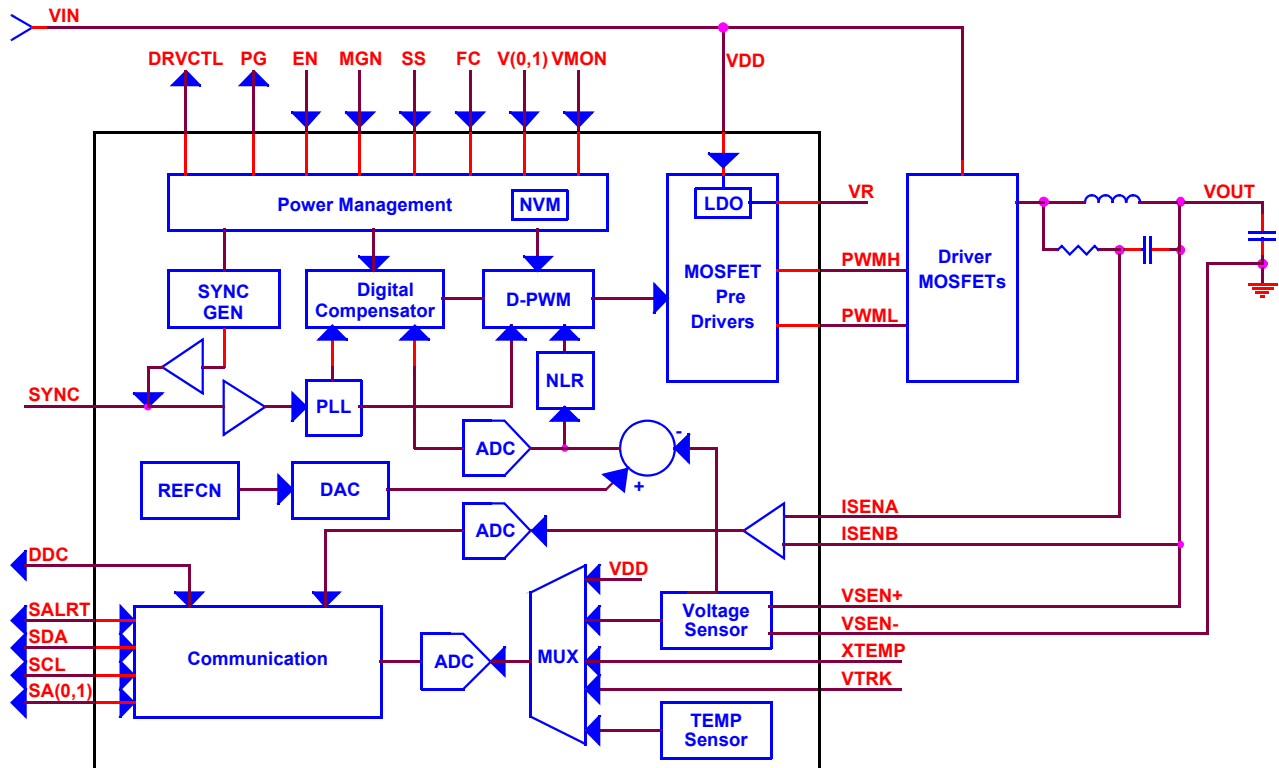 VIN
DRVCTL PG EN MGN SS FC V(0,1) VMON
VDD
Power Management
NVM
LDO
VR
VOUT
MOSFET
Pre
Drivers
PWMH
PWML
Driver
MOSFETs
SYNC
GEN
Digital
Compensator
D-PWM
NLR
SYNC
PLL
ADC
-
+
REFCN
DAC
ADC
ISENA
ISENB
DDC
SALRT
SDA
SCL
SA(0,1)
Communication
ADC
MUX
VDD
Voltage
Sensor
VSEN+
VSEN-
XTEMP
VTRK
TEMP
Sensor